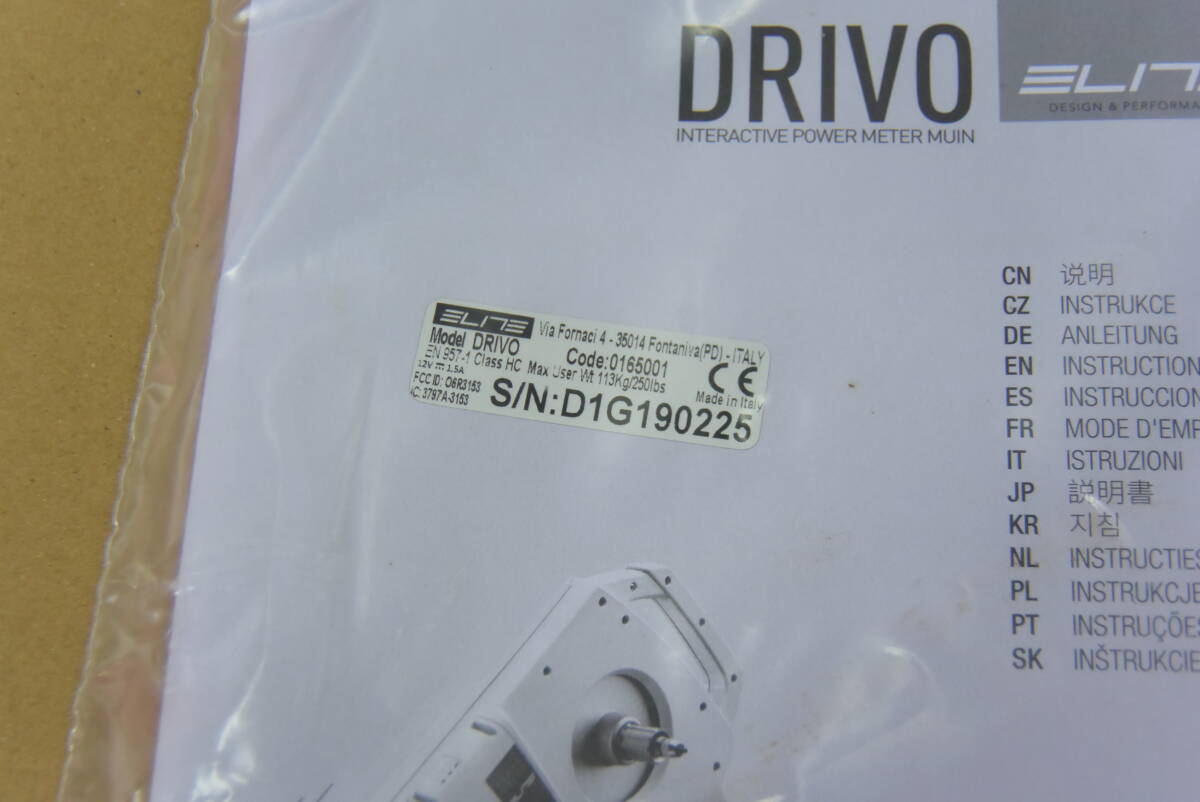 DRIVO
INTERACTIVE POWER METER MUIN
ELITE
DESIGN & PERFORMA
ELITE
Via Fornaci 4 - 35014 Fontaniva(PD) - ITALY
Model DRIVO
Code:0165001
EN 957-1 Class HC Max User Wt 113Kg/250lbs
12V 1.5A
CE
FCC ID: O6R3153
Made in Italy
IC: 3797A-3153
S/N:D1G190225
CN 说明
CZ INSTRUKCE
DE ANLEITUNG
EN INSTRUCTION
ES INSTRUCCION
FR MODE D'EMP
IT ISTRUZIONI
JP 説明書
KR 지침
NL INSTRUCTIES
PL INSTRUKCJE
PT INSTRUÇÕES
SK INŠTRUKCIE